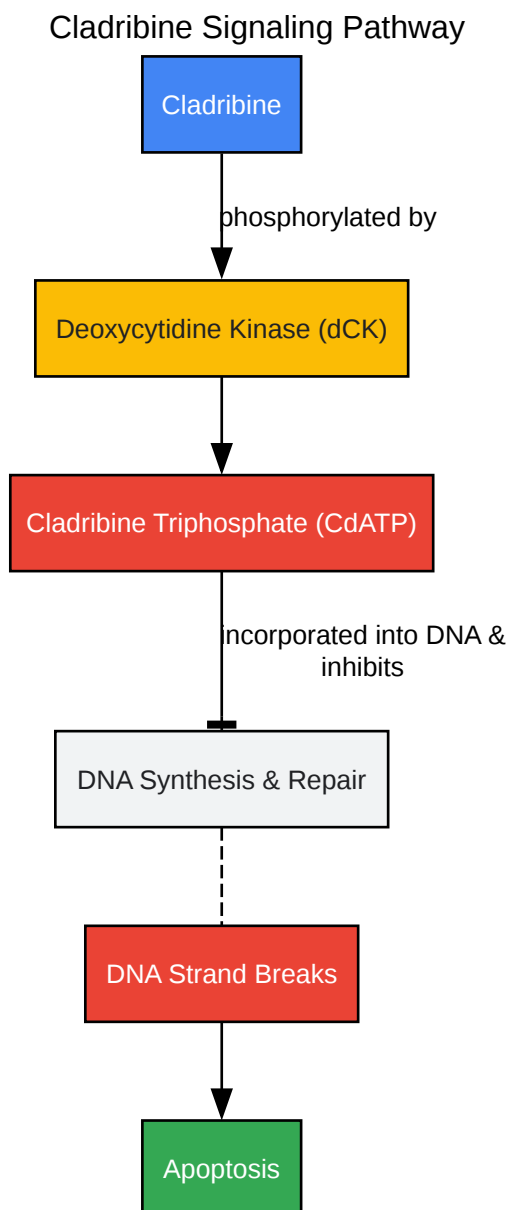 Cladribine Signaling Pathway
Cladribine
phosphorylated by
Deoxycytidine Kinase (dCK)
Cladribine Triphosphate (CdATP)
incorporated into DNA &
inhibits
DNA Synthesis & Repair
DNA Strand Breaks
Apoptosis